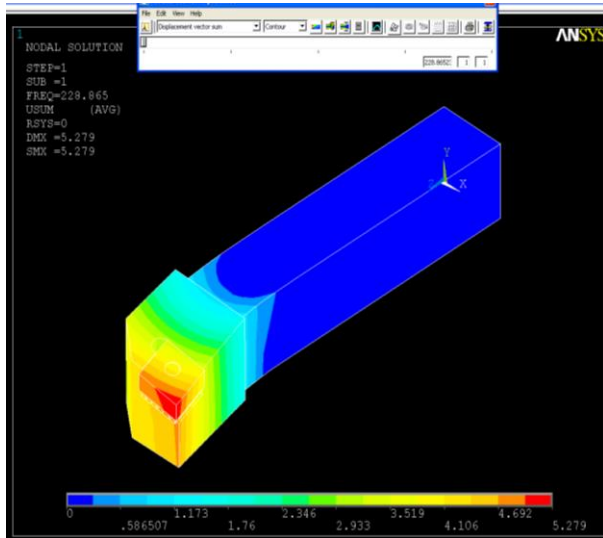 File Edit View Help
Displacement vector sum
Contour
228.8652 1 1
1
NODAL SOLUTION
ANSYS
STEP=1
SUB =1
FREQ=228.865
USUM (AVG)
RSYS=0
DMX =5.279
SMX =5.279
Y
Z X
0 1.173 2.346 3.519 4.692
.586507 1.76 2.933 4.106 5.279